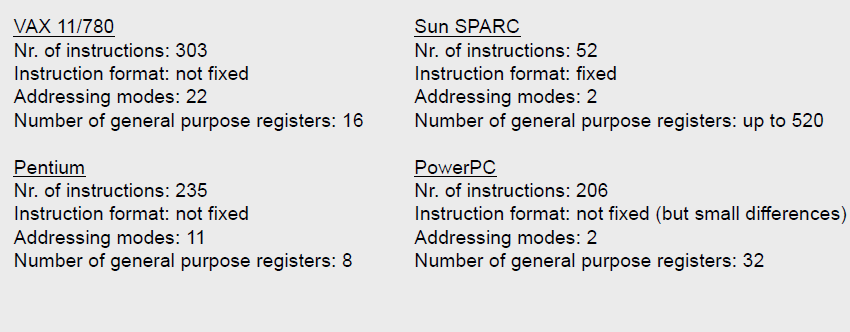 VAX 11/780
Nr. of instructions: 303
Instruction format: not fixed
Addressing modes: 22
Number of general purpose registers: 16
Pentium
Nr. of instructions: 235
Instruction format: not fixed
Addressing modes: 11
Number of general purpose registers: 8
Sun SPARC
Nr. of instructions: 52
Instruction format: fixed
Addressing modes: 2
Number of general purpose registers: up to 520
PowerPC
Nr. of instructions: 206
Instruction format: not fixed (but small differences)
Addressing modes: 2
Number of general purpose registers: 32